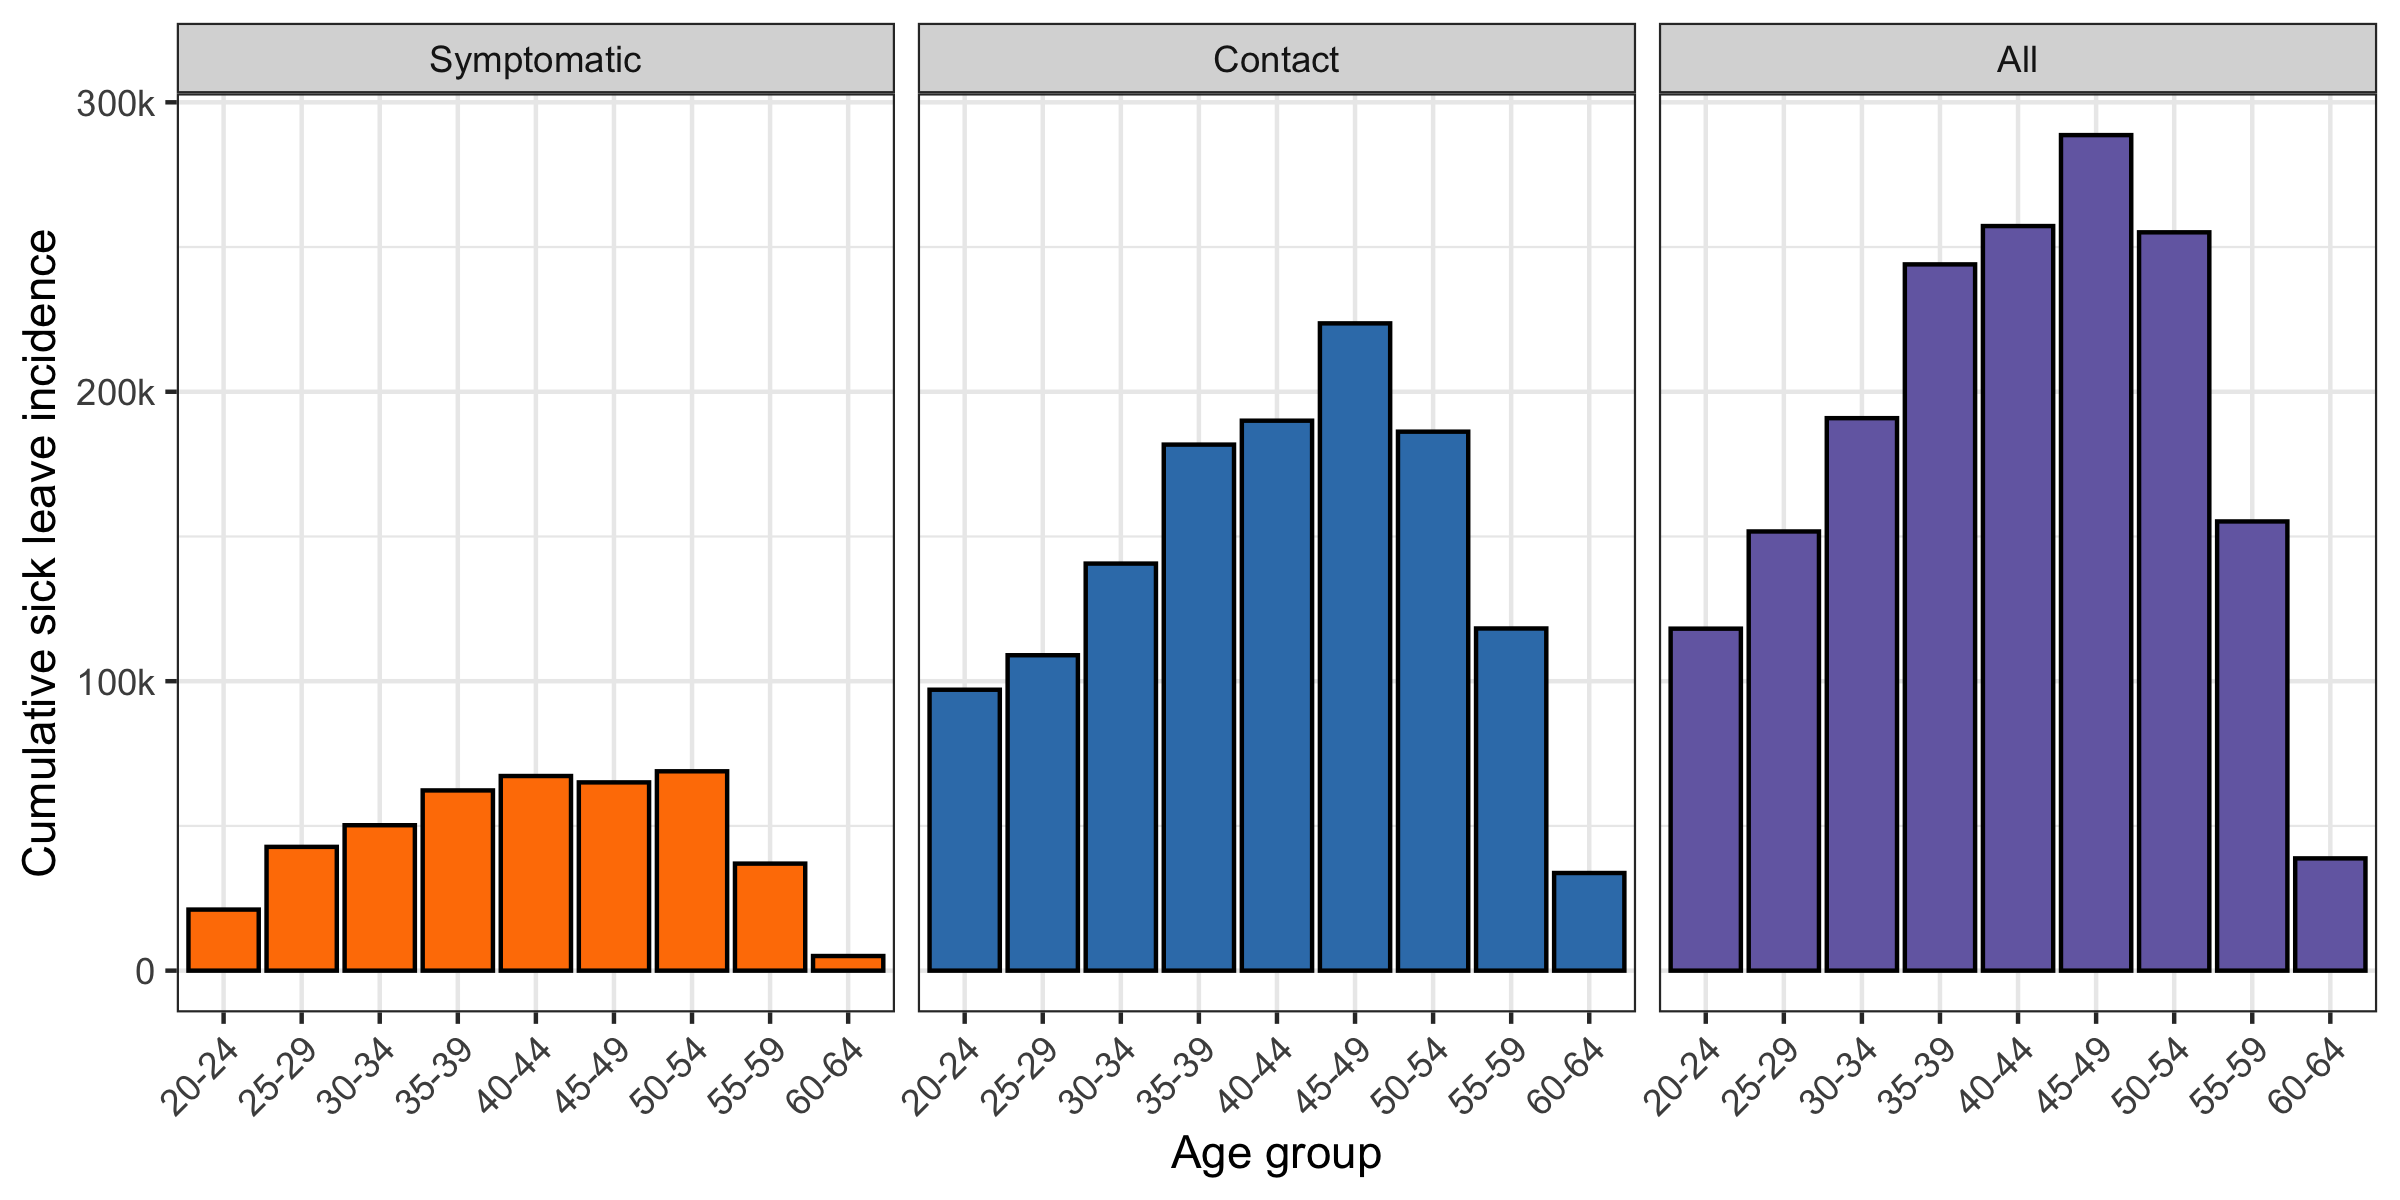 Symptomatic Contact All
300k
200k
100k
0
Cumulative sick leave incidence
20-24 25-29 30-34 35-39 40-44 45-49 50-54 55-59 60-64 20-24 25-29 30-34 35-39 40-44 45-49 50-54 55-59 60-64 20-24 25-29 30-34 35-39 40-44 45-49 50-54 55-59 60-64
Age group